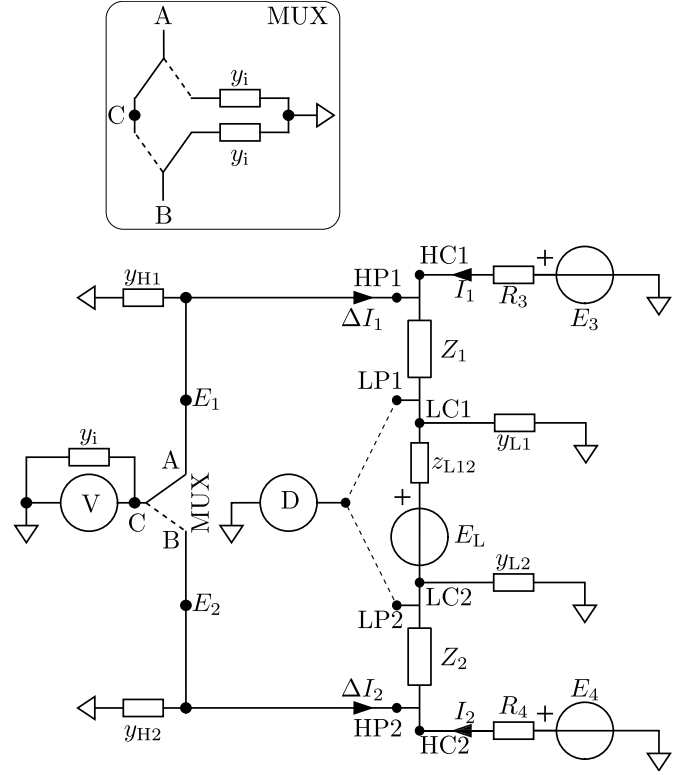 A MUX
y_i
C
y_i
B
HC1
y_H1 HP1 + 
ΔI_1 I_1 R_3 E_3
Z_1
E_1 LP1
LC1
y_i y_L1
A z_L12
V C MUX D +
B E_L
y_L2
E_2 LC2
LP2
Z_2
ΔI_2 I_2 R_4 + E_4
y_H2 HP2 HC2